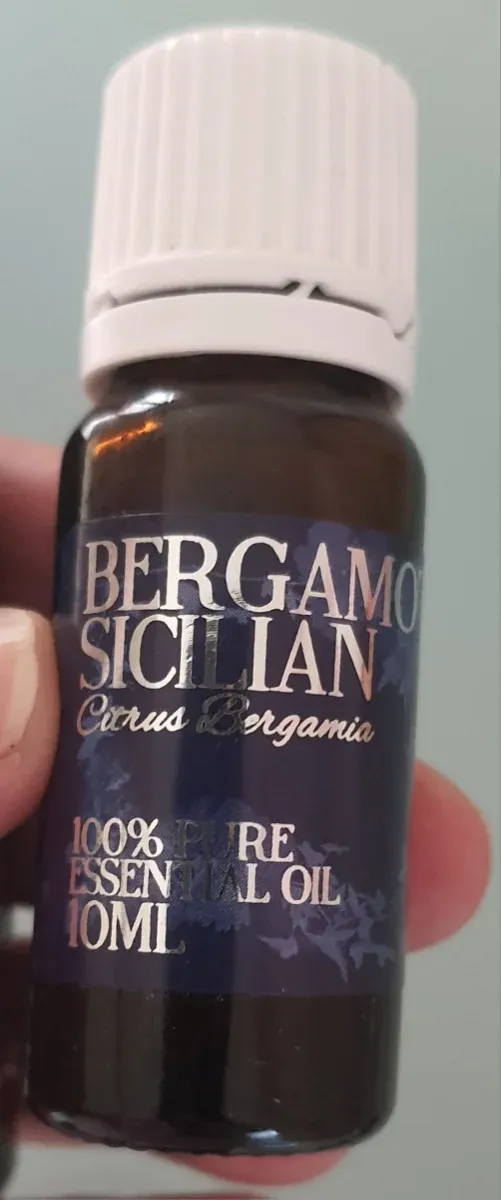 BERGAMOT
SICILIAN
Citrus Bergamia
100% PURE
ESSENTIAL OIL
10ML